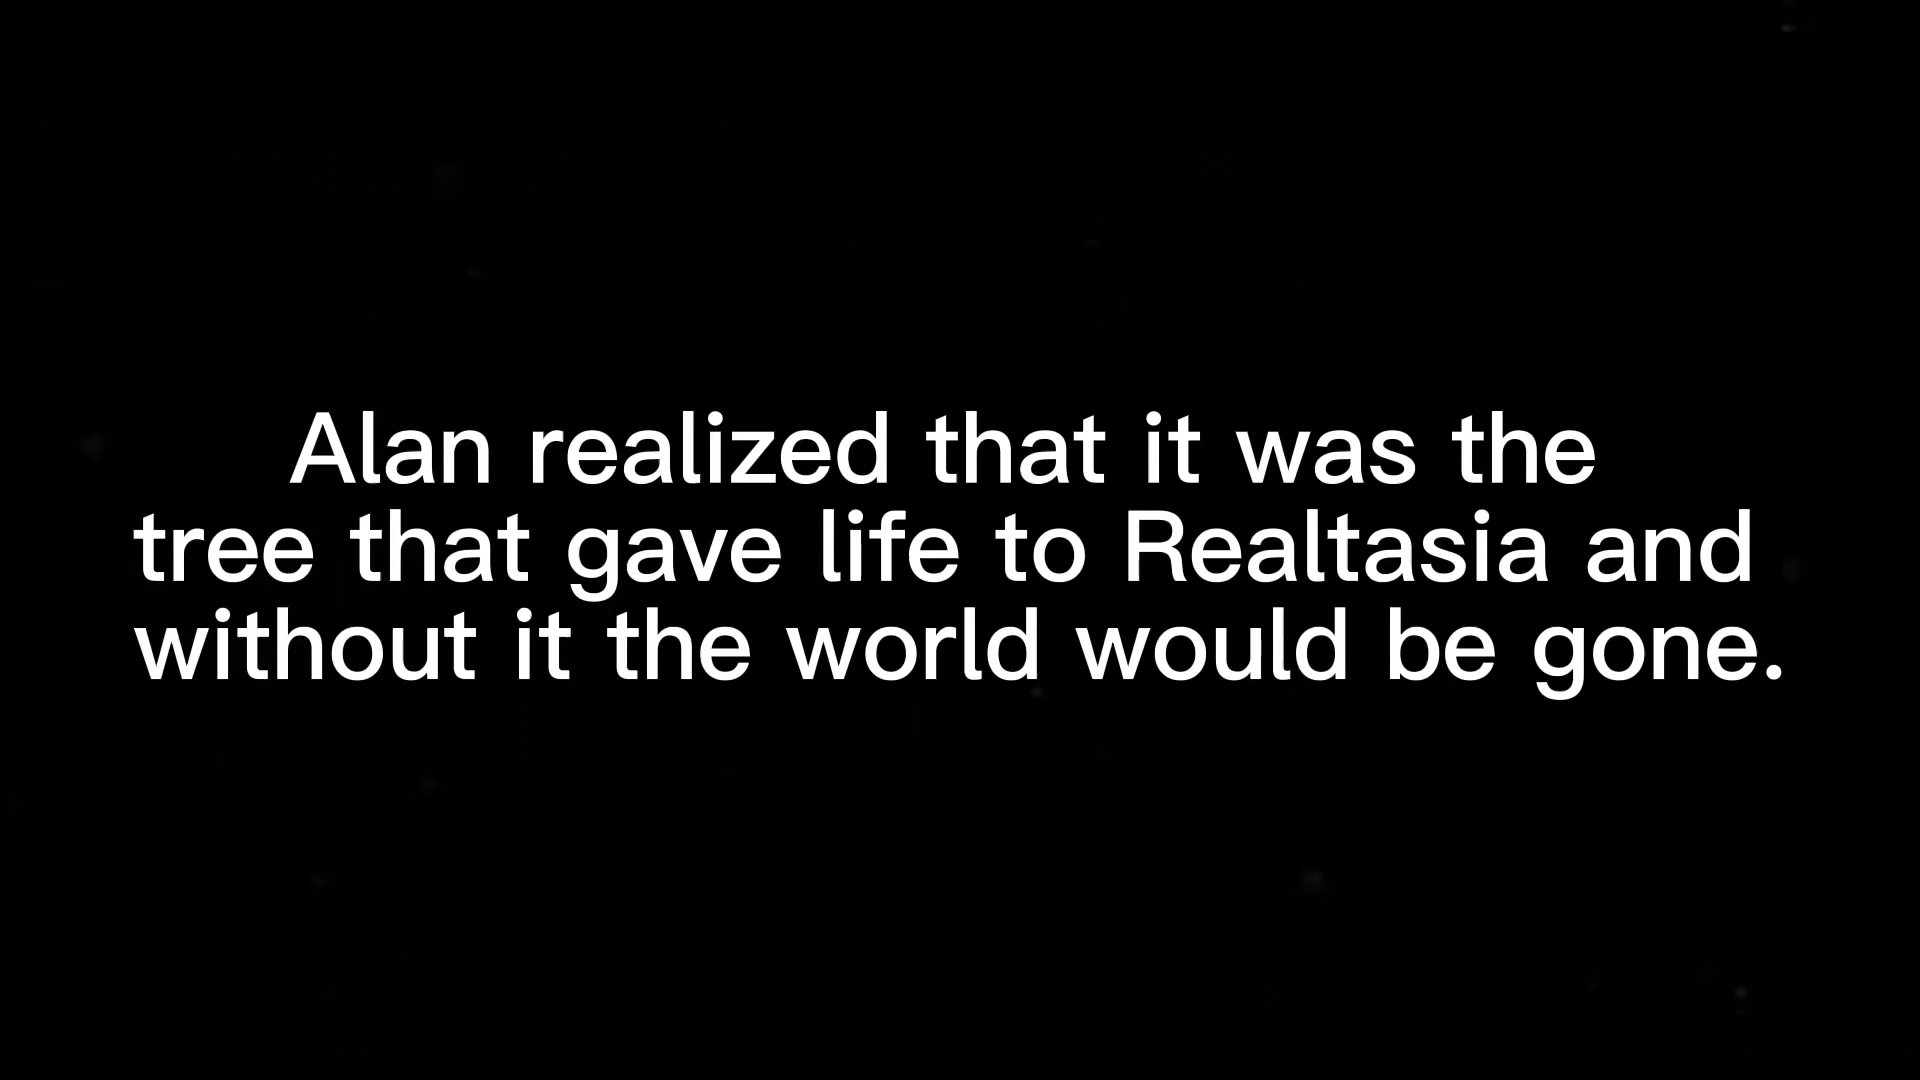 Alan realized that it was the
tree that gave life to Realtasia and
without it the world would be gone.